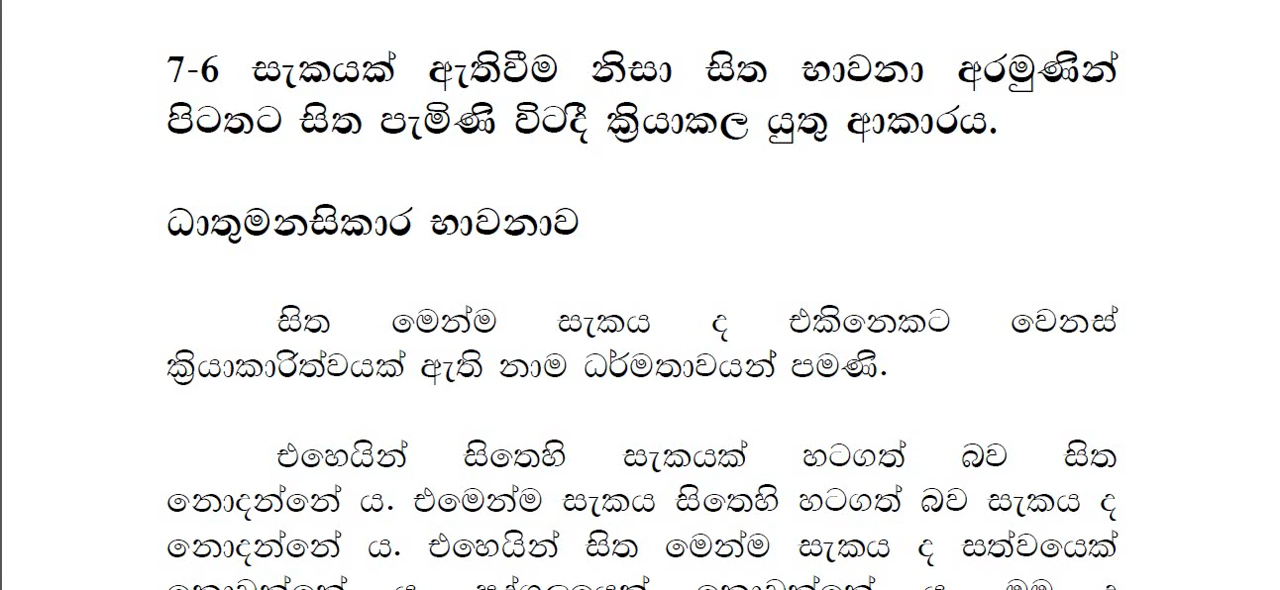 7-6 සැකයක් ඇතිවීම නිසා සිත භාවනා අරමුණින්
පිටතට සිත පැමිණි විටදී ක්‍රියාකල යුතු ආකාරය.
ධාතුමනසිකාර භාවනාව
සිත මෙන්ම සැකය ද එකිනෙකට වෙනස්
ක්‍රියාකාරිත්වයක් ඇති නාම ධර්මතාවයන් පමණි.
එහෙයින් සිතෙහි සැකයක් හටගත් බව සිත
නොදන්නේ ය. එමෙන්ම සැකය සිතෙහි හටගත් බව සැකය ද
නොදන්නේ ය. එහෙයින් සිත මෙන්ම සැකය ද සත්වයෙක්